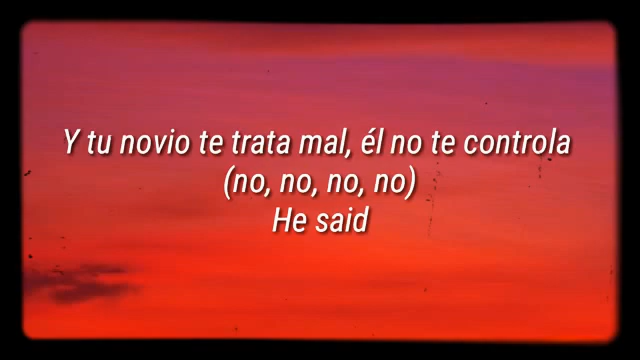 Y tu novio te trata mal, él no te controla
(no, no, no, no)
He said